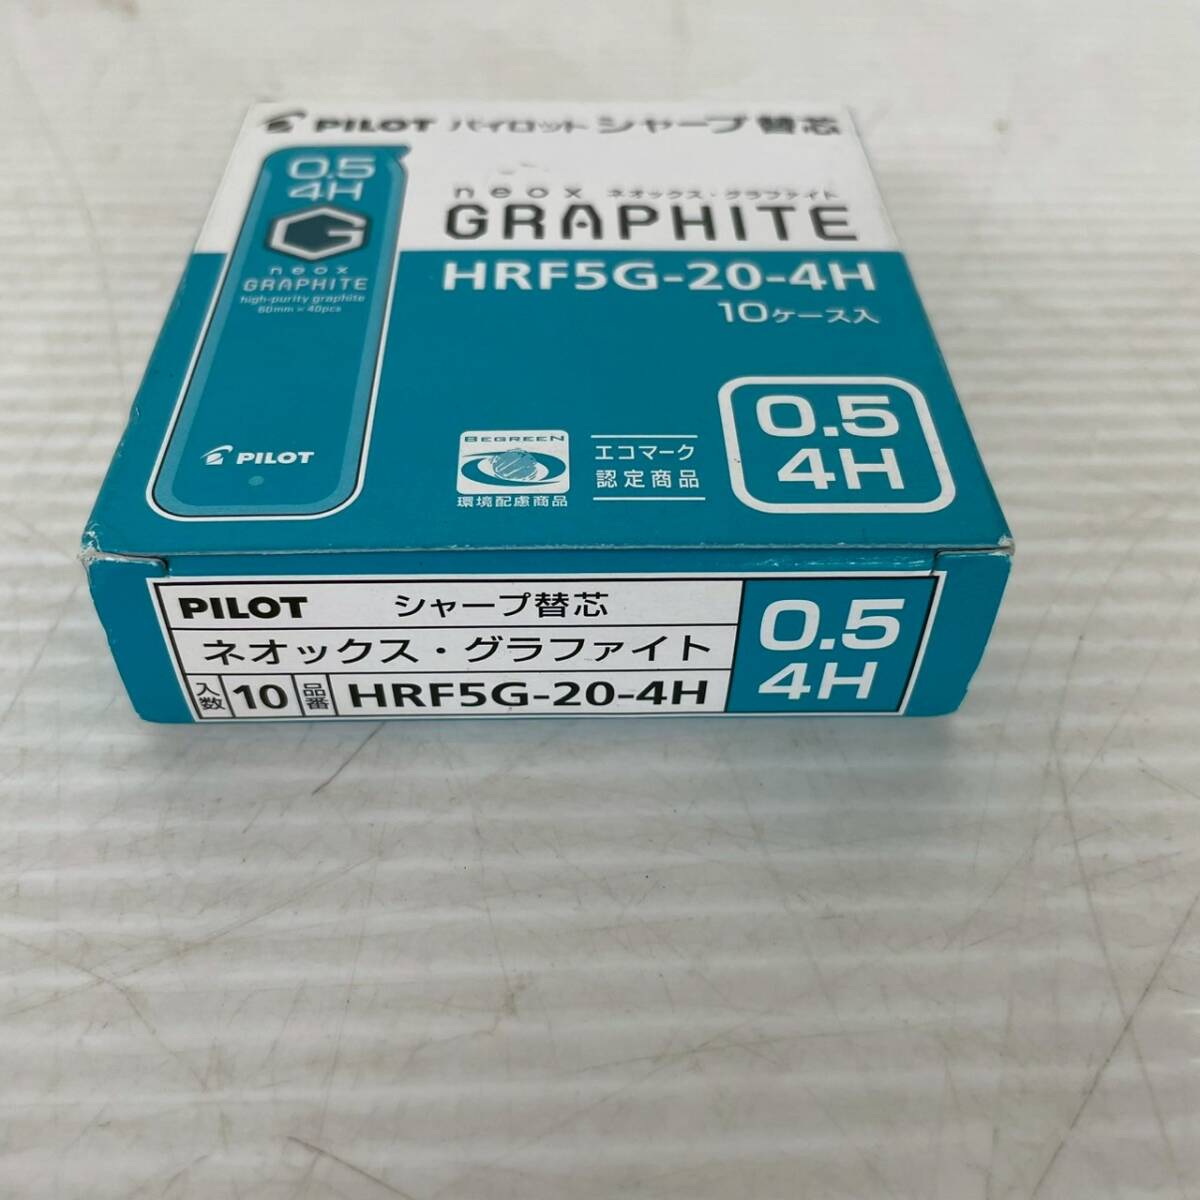 PILOT パイロット シャープ替芯
0.5
4H
neox
GRAPHITE
high-purity graphite
60mm × 40pcs
PILOT
neox ネオックス・グラファイト
GRAPHITE
HRF5G-20-4H
10ケース入
BEGREEN
環境配慮商品
エコマーク
認定商品
0.5
4H
PILOT シャープ替芯
ネオックス・グラファイト
入数 10 品番 HRF5G-20-4H
0.5
4H